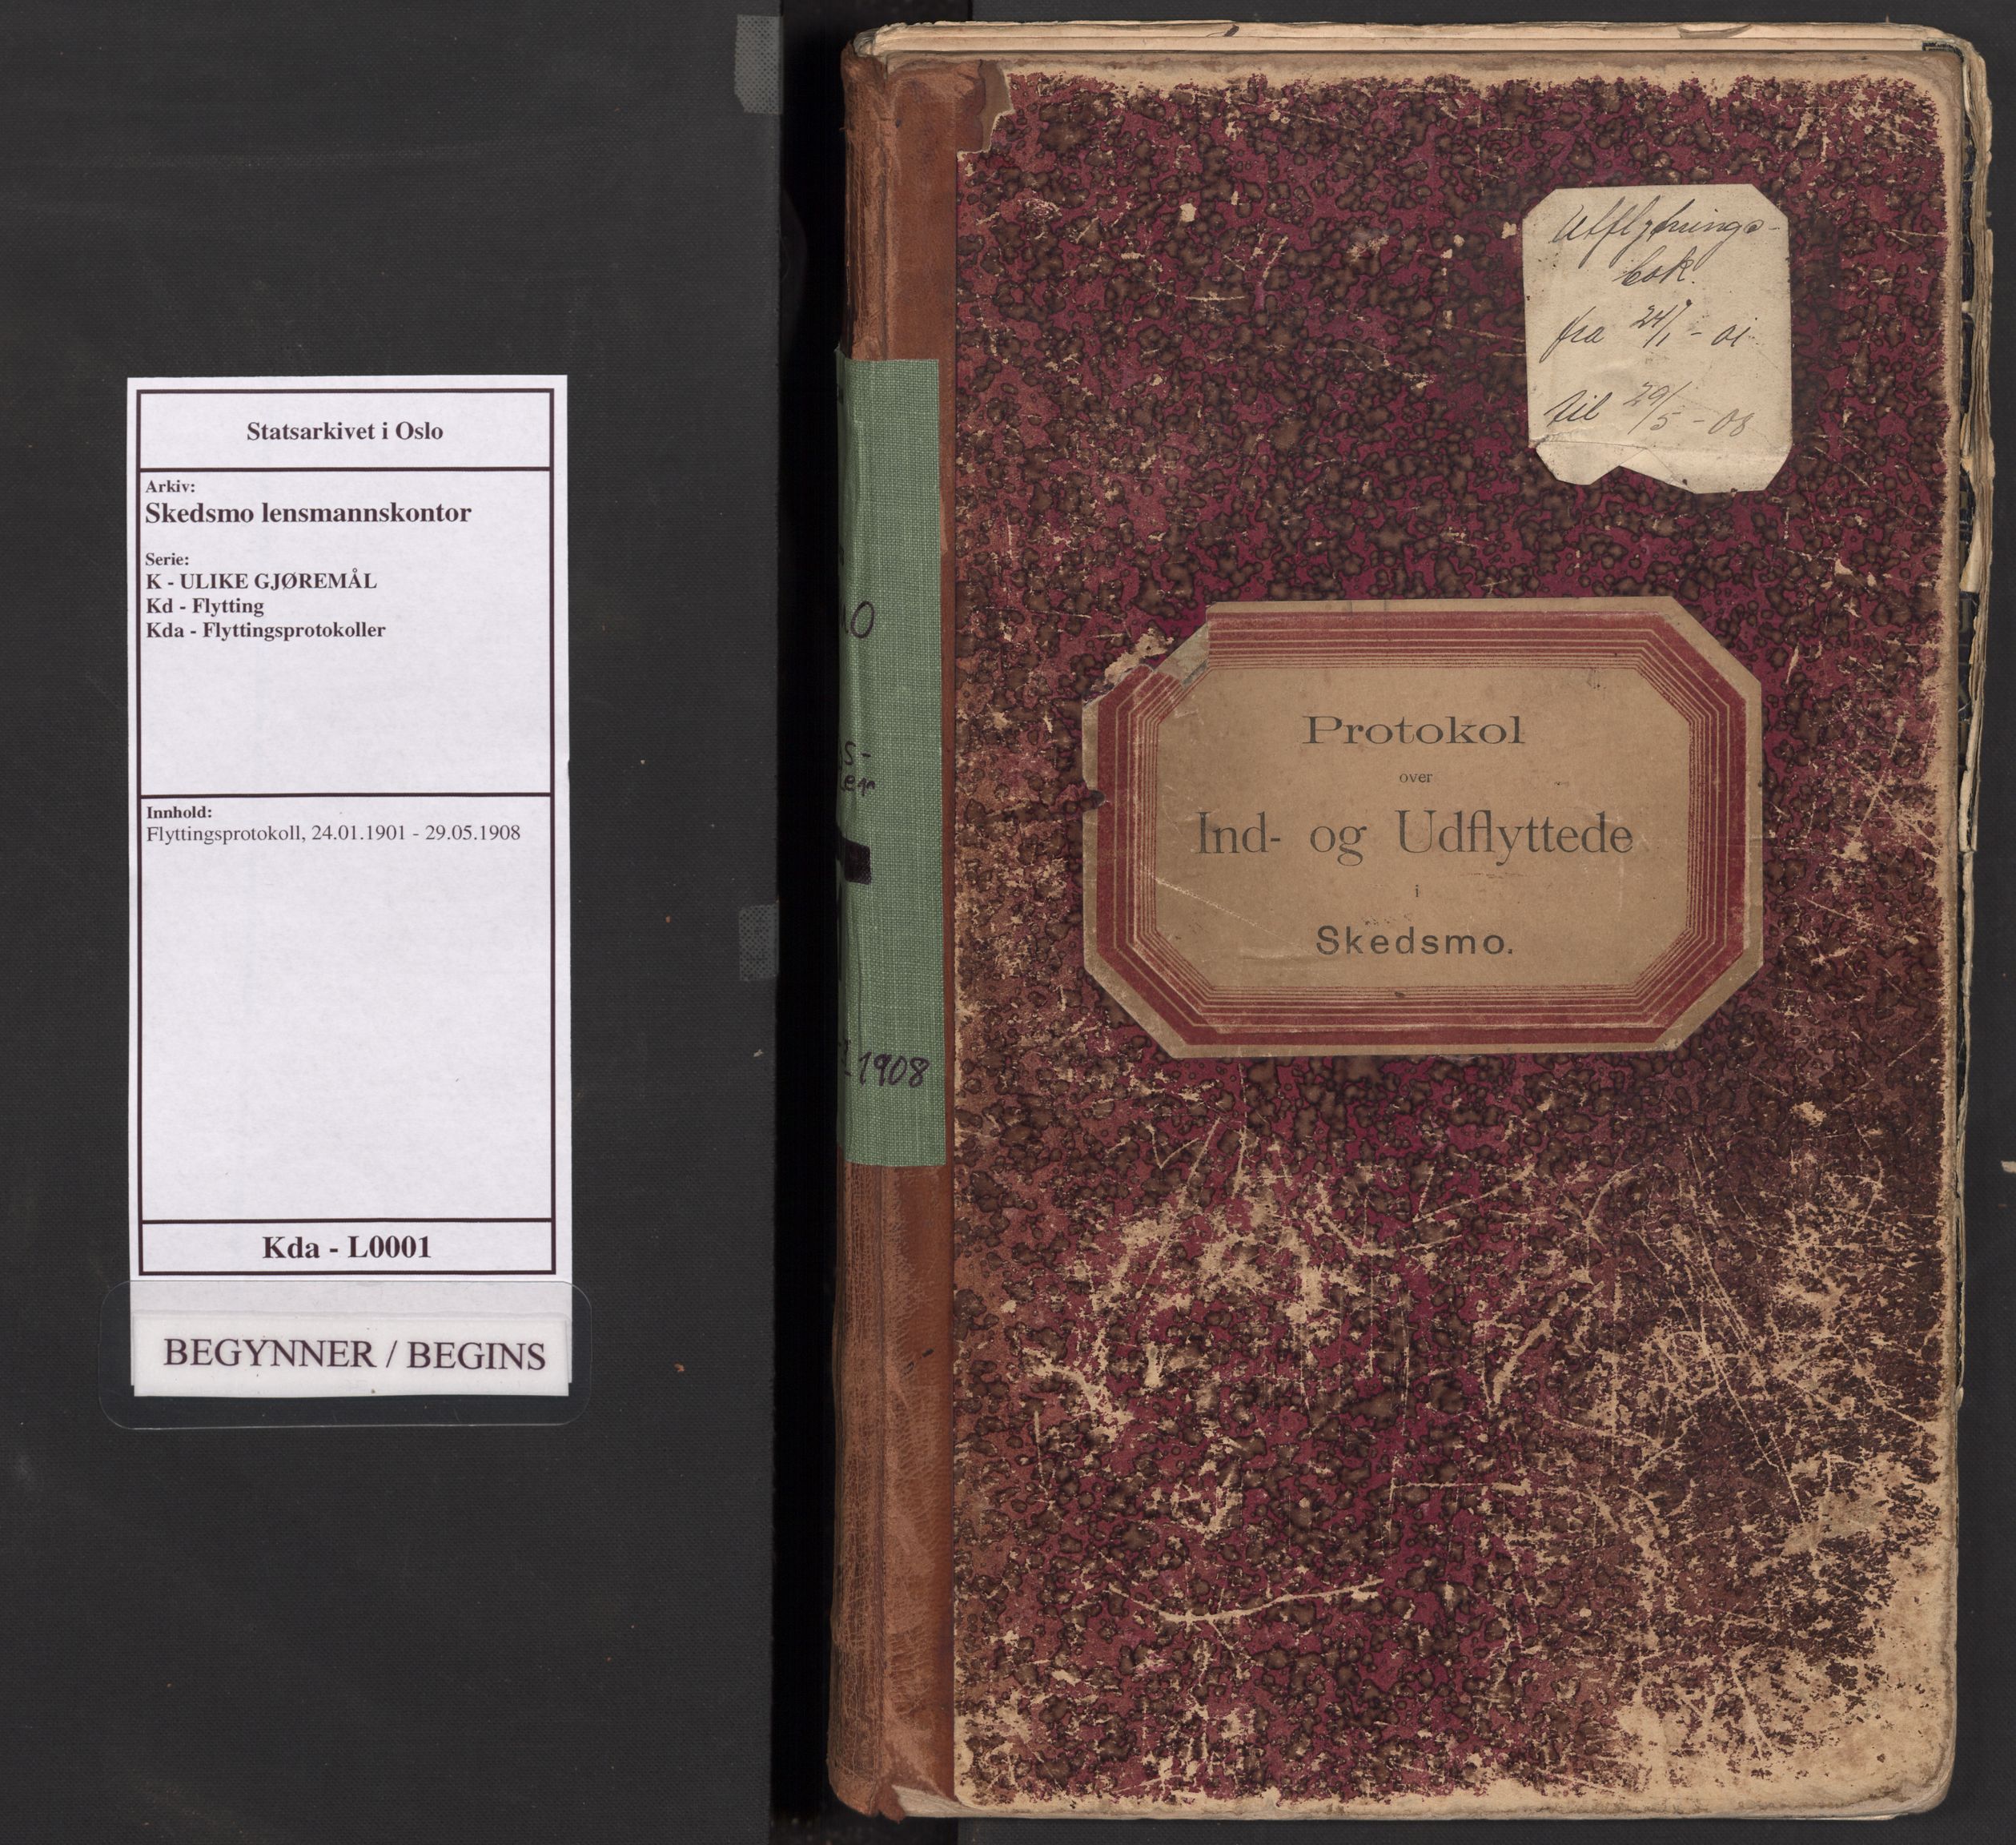 Statsarkivet i Oslo
Arkiv:
Skedsmo lensmannskontor
Serie:
K - ULIKE GJØREMÅL
Kd - Flytting
Kda - Flyttingsprotokoller
Innhold:
Flyttingsprotokoll, 24.01.1901 - 29.05.1908
Kda - L0001
BEGYNNER / BEGINS
1908
bok.
fra 24/1 - 01
til 29/5 - 08
Protokol
over
Ind- og Udflyttede
i
Skedsmo.